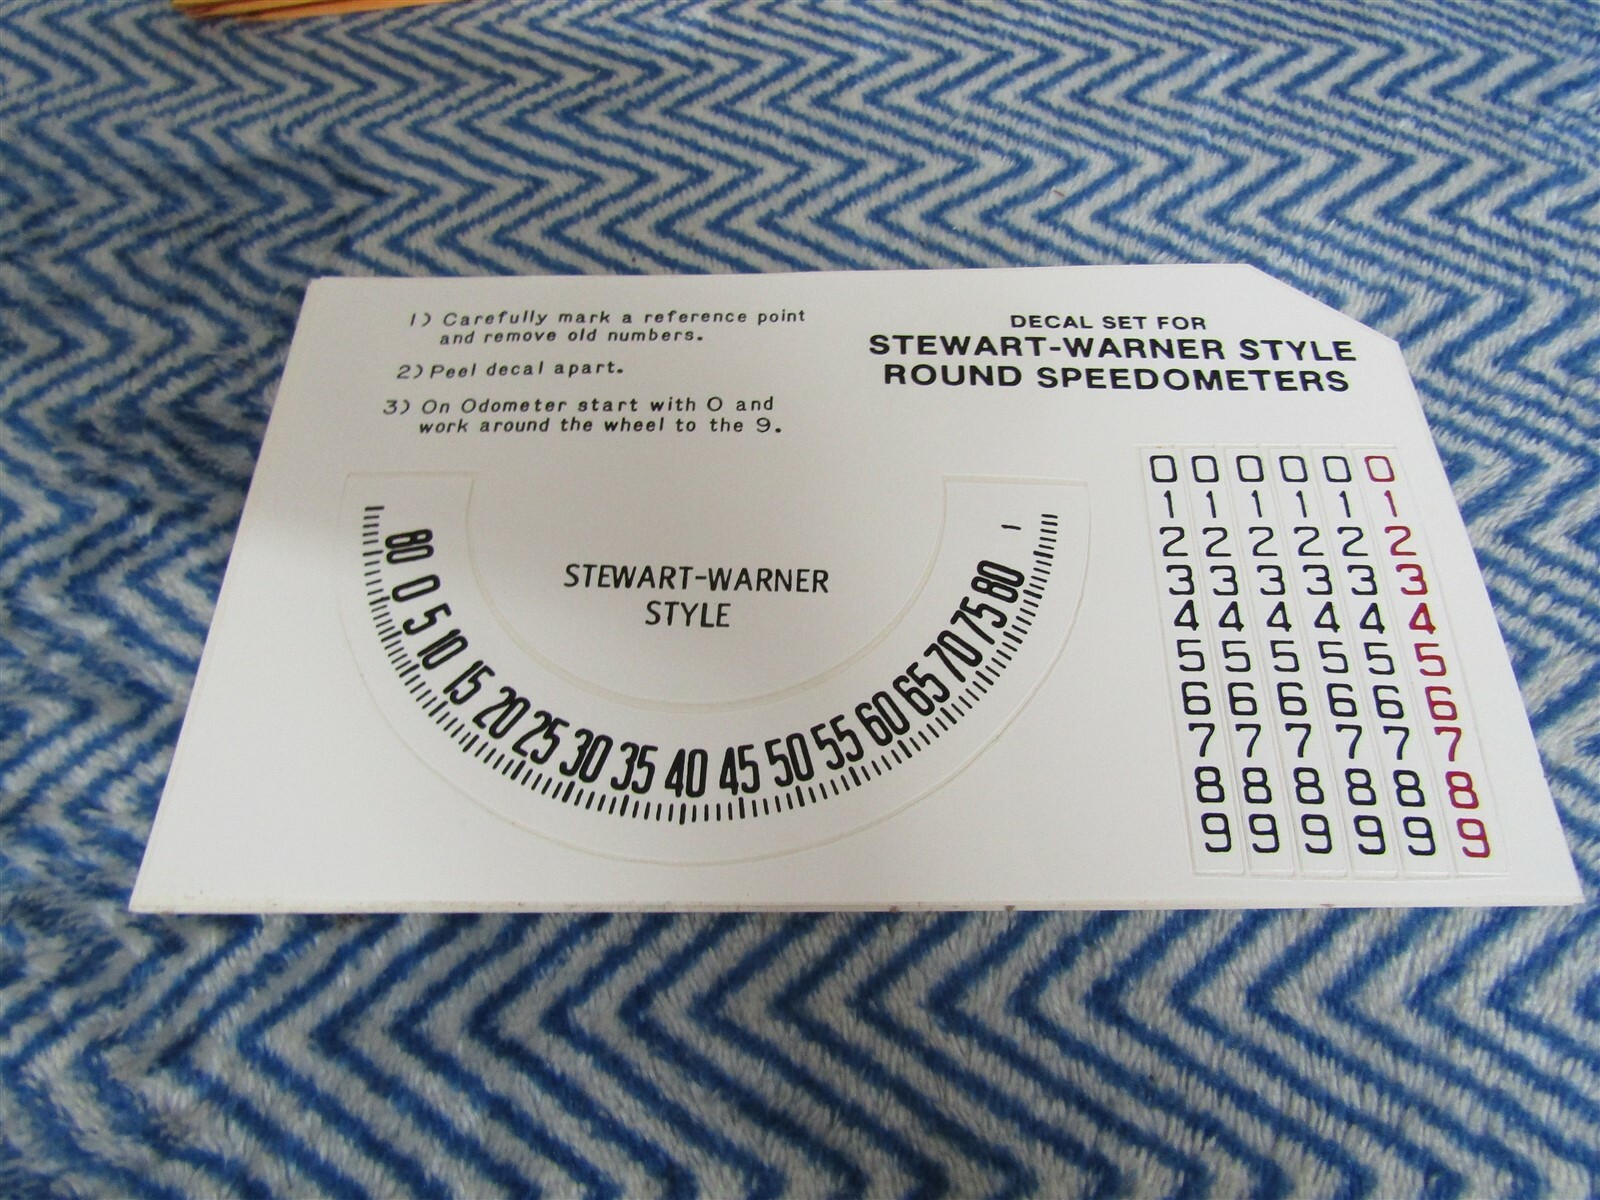 1) Carefully mark a reference point
and remove old numbers.
2) Peel decal apart.
3) On Odometer start with 0 and
work around the wheel to the 9.
DECAL SET FOR
STEWART-WARNER STYLE
ROUND SPEEDOMETERS
STEWART-WARNER
STYLE
80 0 5 10 15 20 25 30 35 40 45 50 55 60 65 70 75 80
0 0 0 0 0 0
1 1 1 1 1 1
2 2 2 2 2 2
3 3 3 3 3 3
4 4 4 4 4 4
5 5 5 5 5 5
6 6 6 6 6 6
7 7 7 7 7 7
8 8 8 8 8 8
9 9 9 9 9 9